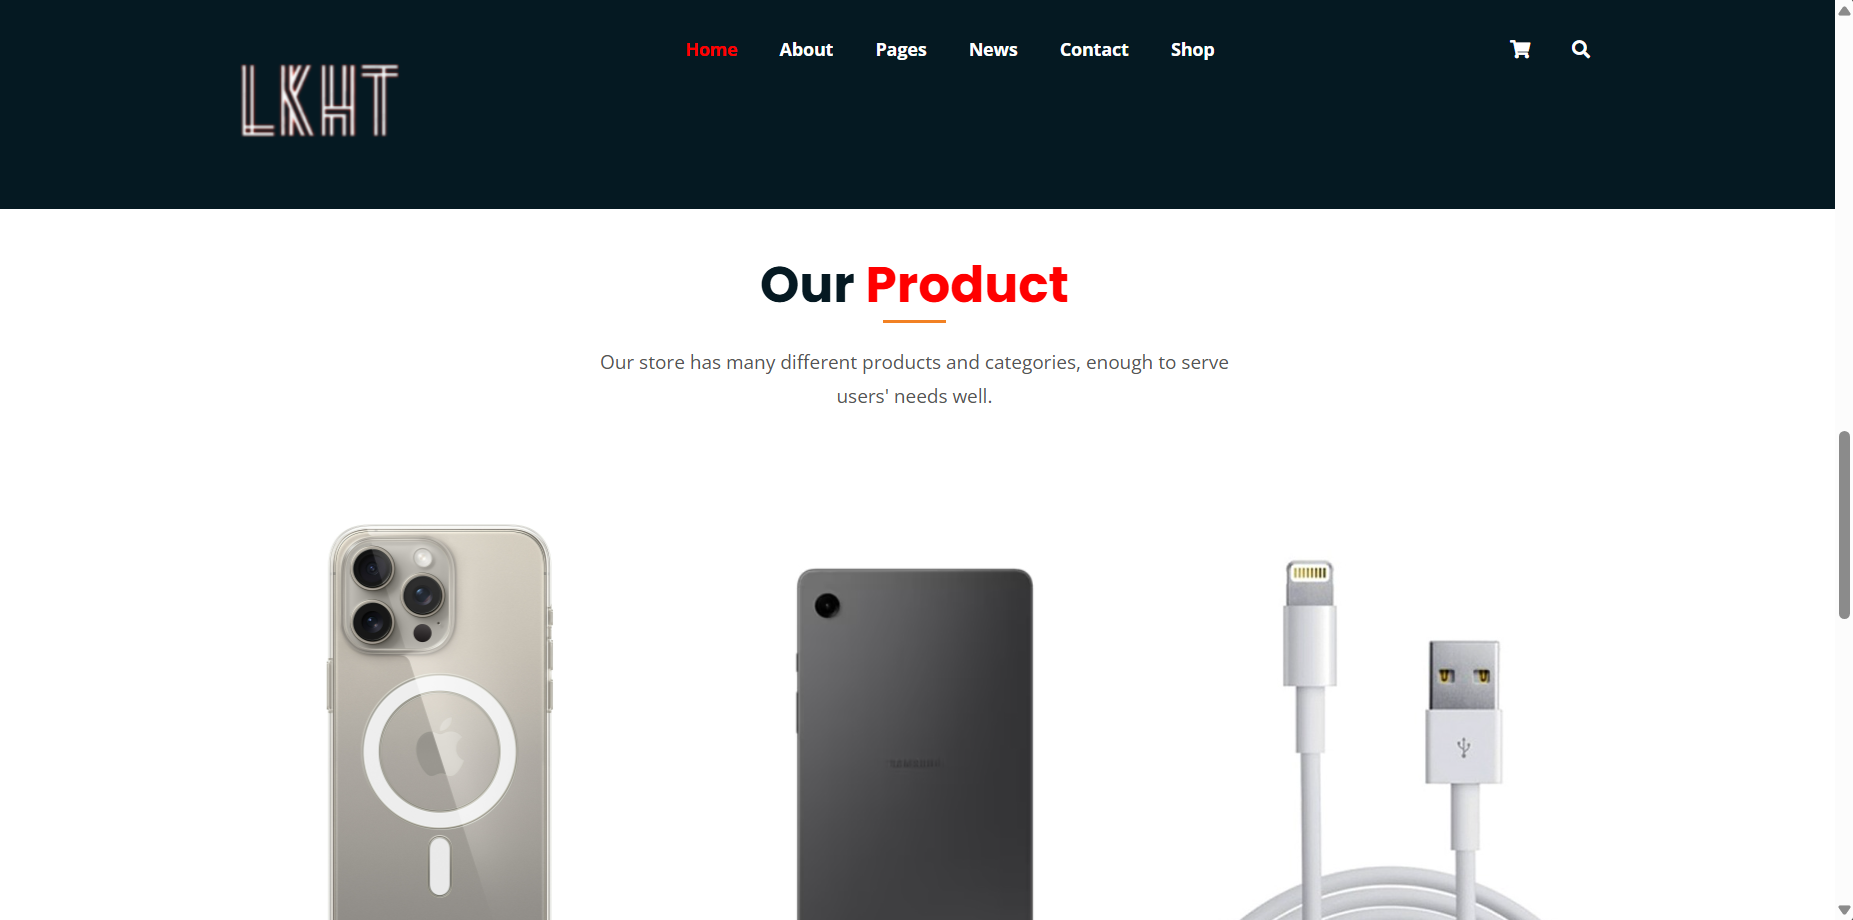 Home About Pages News Contact Shop
LKHT
Our Product
Our store has many different products and categories, enough to serve
users' needs well.
SAMSUNG